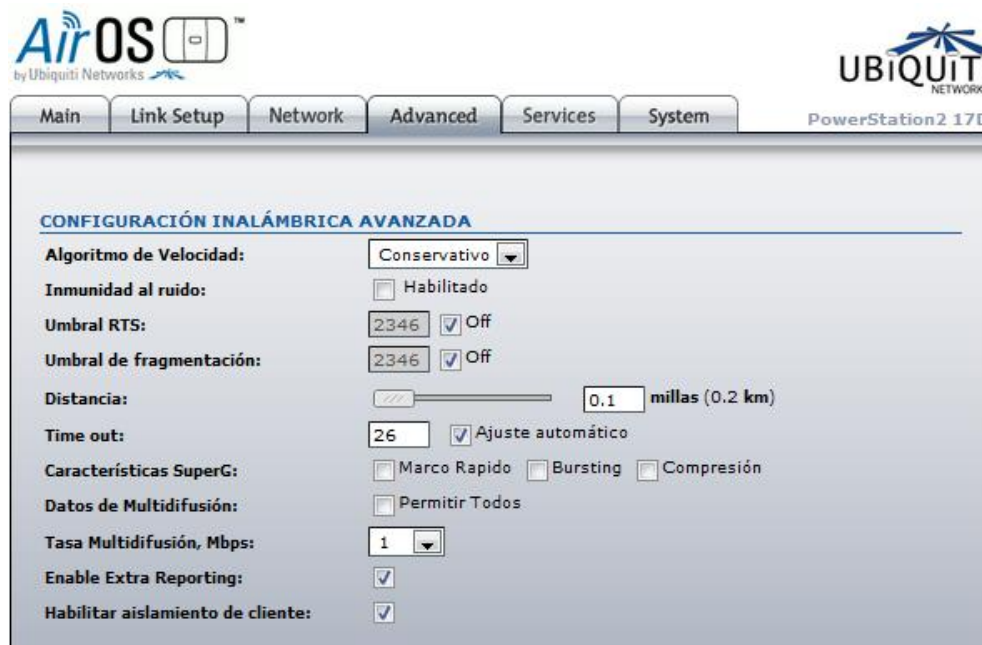 AirOS™
by Ubiquiti Networks
UBiQUiT
NETWORK
Main Link Setup Network Advanced Services System
PowerStation2 17D
CONFIGURACIÓN INALÁMBRICA AVANZADA
Algoritmo de Velocidad: Conservativo
Inmunidad al ruido: Habilitado
Umbral RTS: 2346 Off
Umbral de fragmentación: 2346 Off
Distancia: 0.1 millas (0.2 km)
Time out: 26 Ajuste automático
Característícas SuperG: Marco Rapido Bursting Compresión
Datos de Multidifusión: Permitir Todos
Tasa Multidifusión, Mbps: 1
Enable Extra Reporting:
Habilitar aislamiento de cliente: